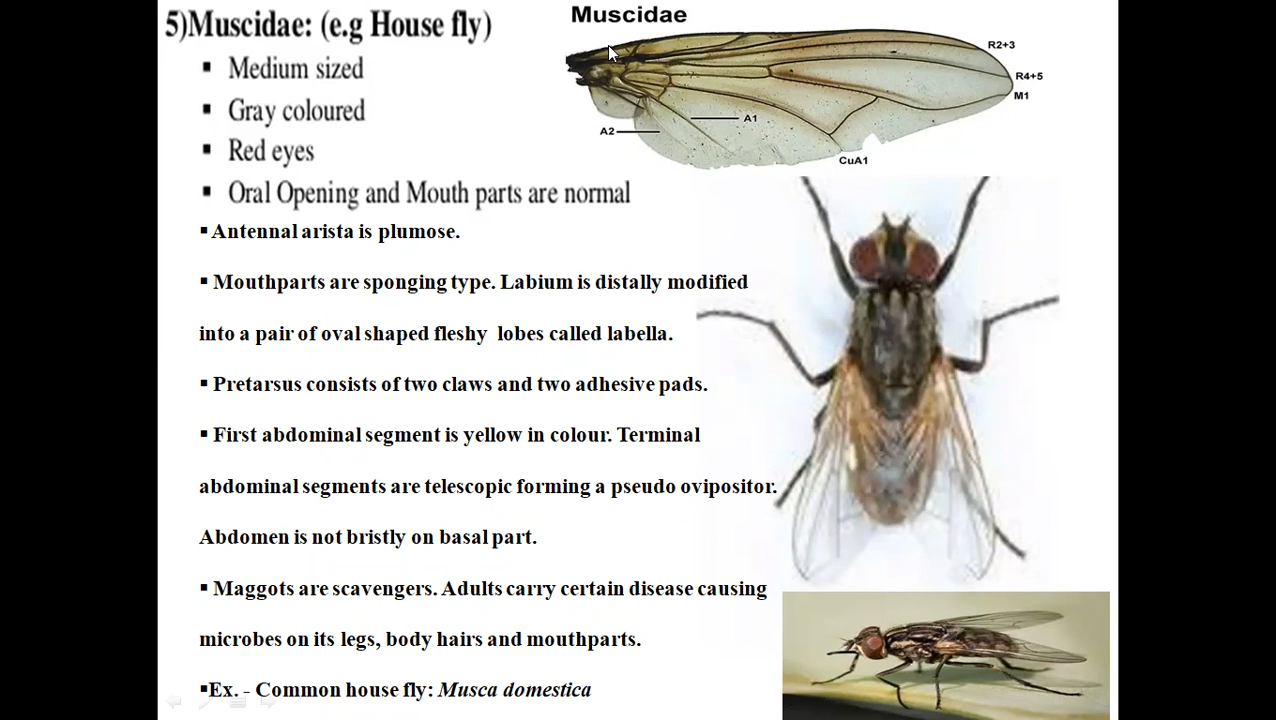 5)Muscidae: (e.g House fly)
▪ Medium sized
▪ Gray coloured
▪ Red eyes
▪ Oral Opening and Mouth parts are normal
▪ Antennal arista is plumose.
▪ Mouthparts are sponging type. Labium is distally modified
into a pair of oval shaped fleshy lobes called labella.
▪ Pretarsus consists of two claws and two adhesive pads.
▪ First abdominal segment is yellow in colour. Terminal
abdominal segments are telescopic forming a pseudo ovipositor.
Abdomen is not bristly on basal part.
▪ Maggots are scavengers. Adults carry certain disease causing
microbes on its legs, body hairs and mouthparts.
▪Ex. - Common house fly: Musca domestica
Muscidae
R2+3
R4+5
M1
A1
A2
CuA1